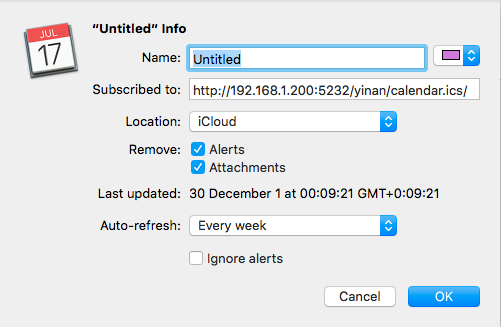 JUL
17
“Untitled“ Info
Name: Untitled
Subscribed to: http://192.168.1.200:5232/yinan/calendar.ics/
Location: iCloud
Remove: Alerts
Attachments
Last updated: 30 December 1 at 00:09:21 GMT+0:09:21
Auto-refresh: Every week
Ignore alerts
Cancel OK